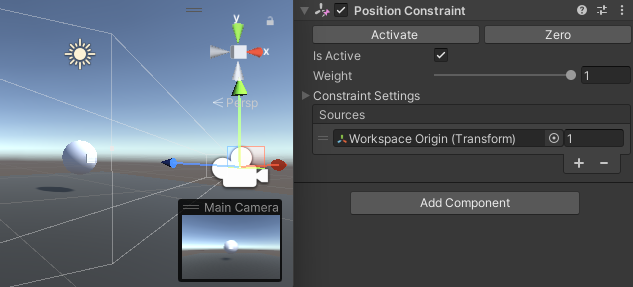 y
x
Persp
Main Camera
Position Constraint
Activate
Zero
Is Active
Weight
1
Constraint Settings
Sources
Workspace Origin (Transform)
1
Add Component